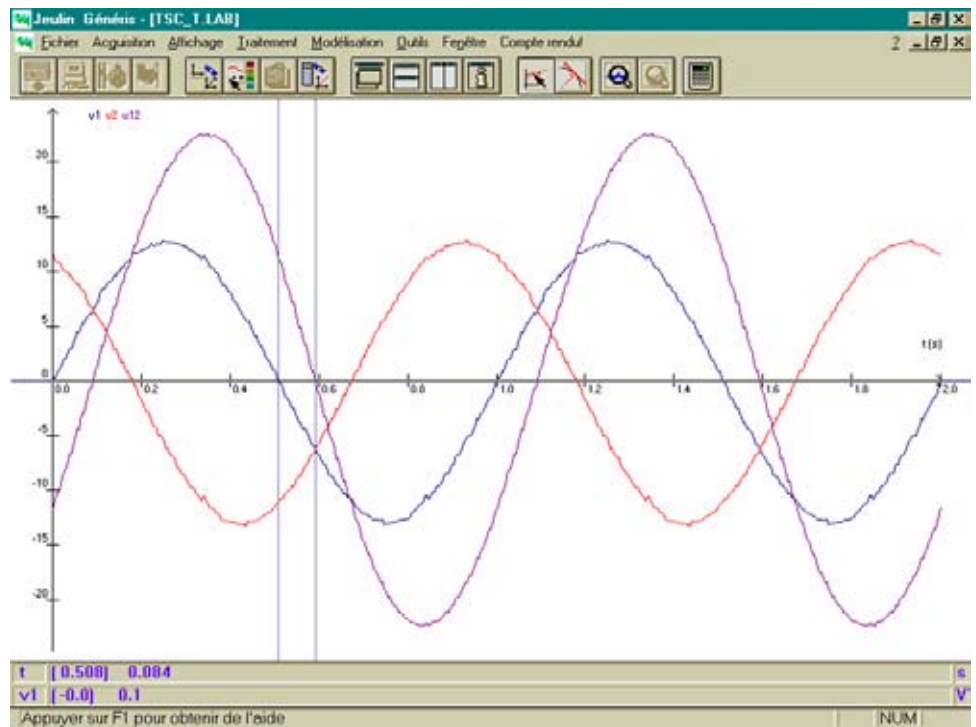 Jeulin Généris - [TSC_T.LAB]
Fichier Acquisition Affichage Traitement Modélisation Outils Fenêtre Compte rendu! 2
v1 v2 u12
20
15
10
5
0
-5
-10
-15
-20
t(s)
0.0 0.2 0.4 0.6 0.8 1.0 1.2 1.4 1.6 1.8 2.0
t [0.508] 0.084 s
v1 [-0.0] 0.1 V
Appuyer sur F1 pour obtenir de l'aide NUM